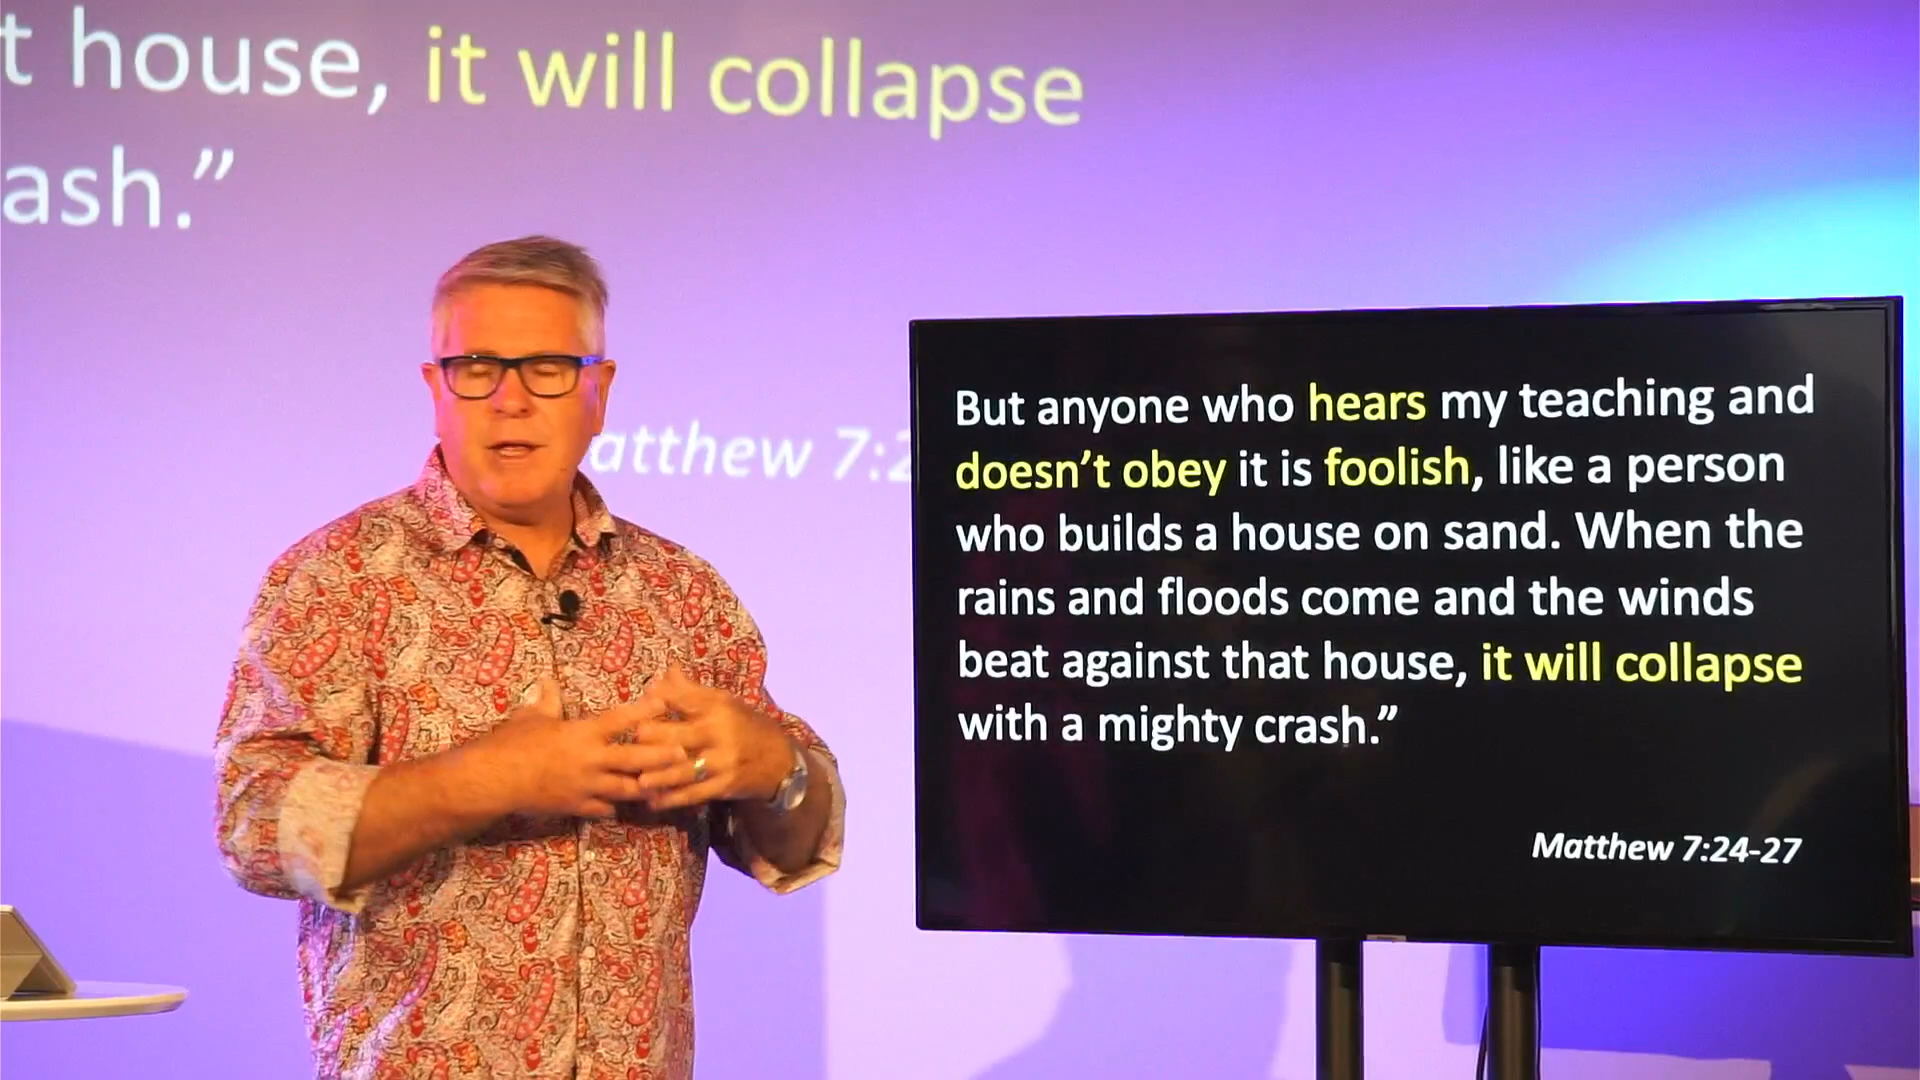 t house, it will collapse
ash.”
atthew 7:2
But anyone who hears my teaching and
doesn’t obey it is foolish, like a person
who builds a house on sand. When the
rains and floods come and the winds
beat against that house, it will collapse
with a mighty crash.”
Matthew 7:24-27